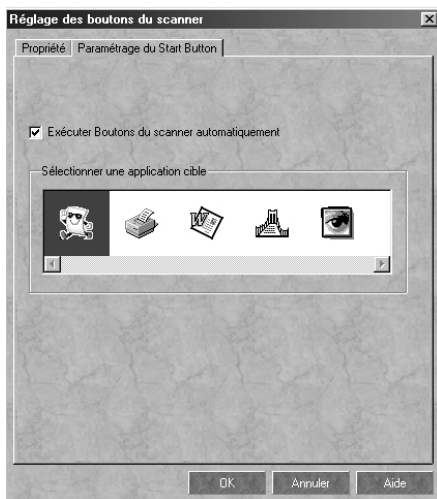 Réglage des boutons du scanner
Propriété Paramétrage du Start Button
Exécuter Boutons du scanner automatiquement
Sélectionner une application cible
OK Annuler Aide